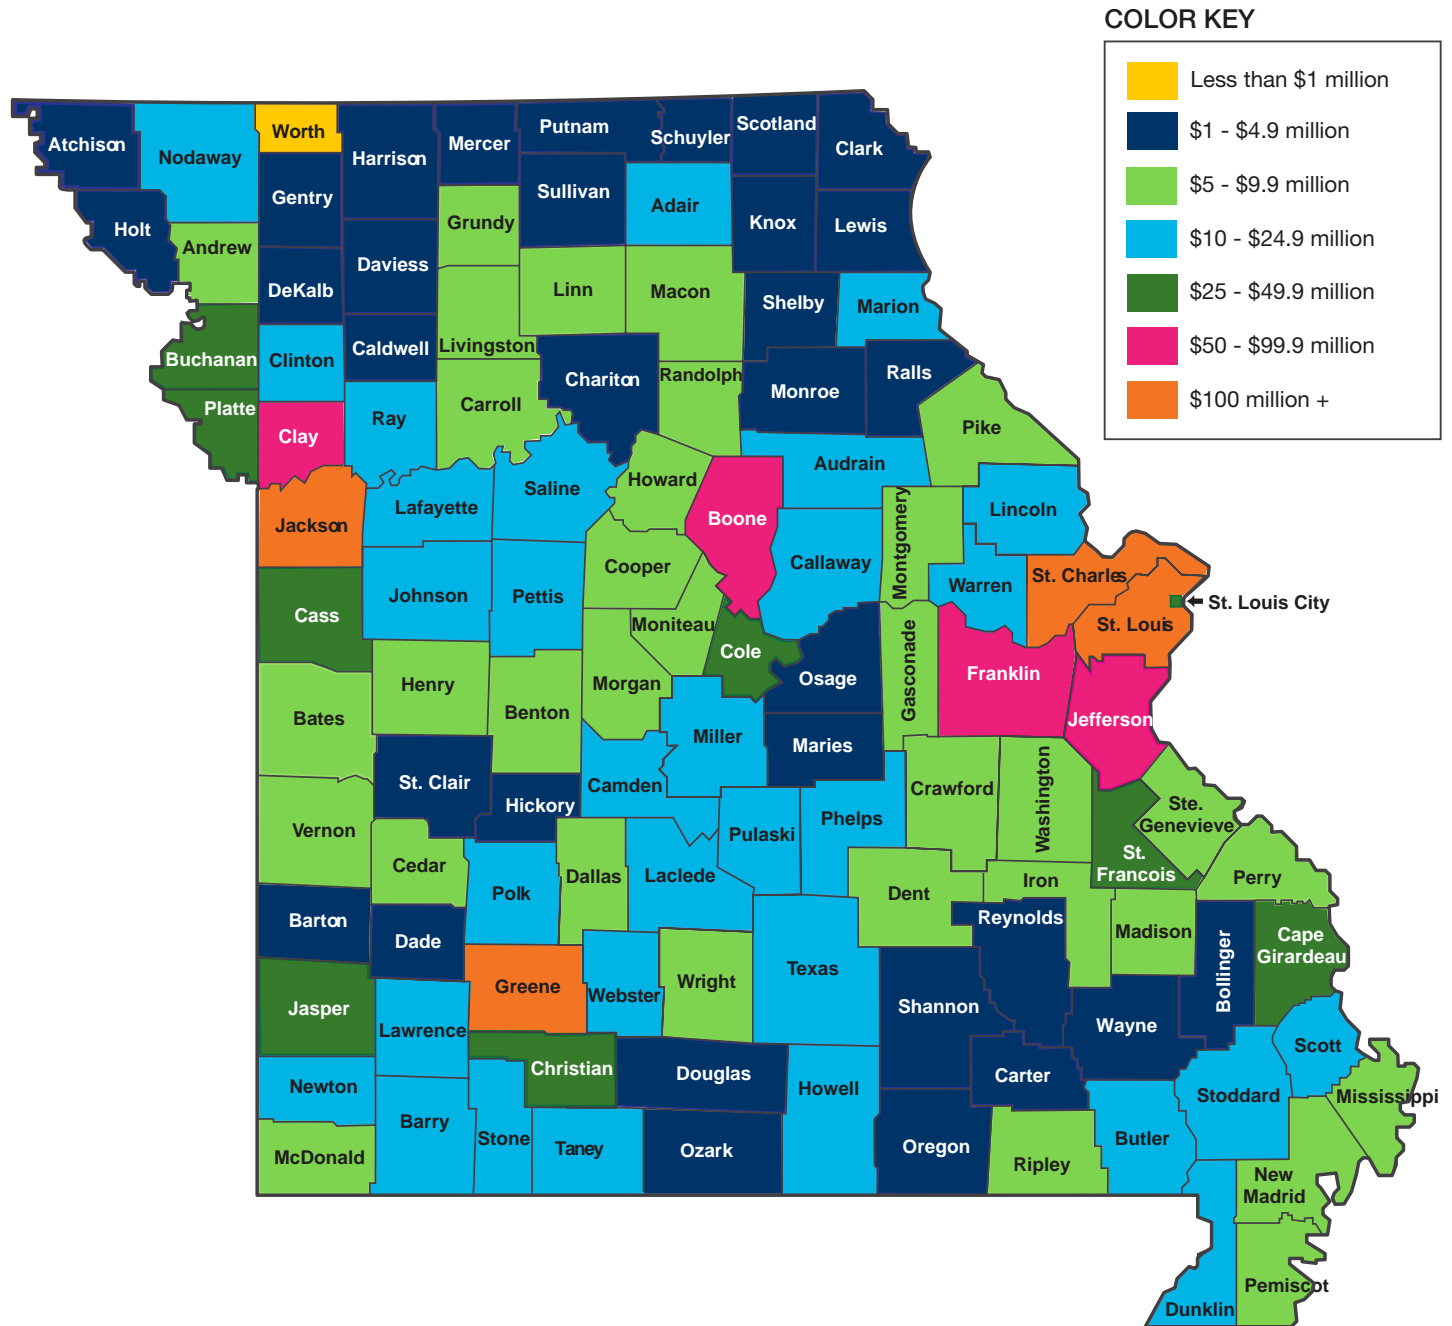 COLOR KEY
Less than $1 million
$1 - $4.9 million
$5 - $9.9 million
$10 - $24.9 million
$25 - $49.9 million
$50 - $99.9 million
$100 million +
Atchison
Nodaway
Worth
Harrison
Mercer
Putnam
Schuyler
Scotland
Clark
Gentry
Sullivan
Adair
Knox
Lewis
Holt
Andrew
Grundy
DeKalb
Daviess
Linn
Macon
Shelby
Marion
Buchanan
Clinton
Caldwell
Livingston
Chariton
Randolph
Monroe
Ralls
Platte
Clay
Ray
Carroll
Pike
Audrain
Jackson
Lafayette
Saline
Howard
Boone
Callaway
Montgomery
Lincoln
Warren
St. Charles
St. Louis
St. Louis City
Cass
Johnson
Pettis
Cooper
Moniteau
Cole
Osage
Gasconade
Franklin
Jefferson
Bates
Henry
Benton
Morgan
Miller
Maries
St. Clair
Hickory
Camden
Pulaski
Phelps
Crawford
Washington
Ste.
Genevieve
St.
Francois
Perry
Vernon
Cedar
Polk
Dallas
Laclede
Dent
Iron
Reynolds
Madison
Bollinger
Cape
Girardeau
Barton
Dade
Greene
Webster
Wright
Texas
Shannon
Wayne
Jasper
Lawrence
Christian
Douglas
Howell
Carter
Scott
Stoddard
Mississippi
Newton
Barry
Stone
Taney
Ozark
Oregon
Ripley
Butler
New
Madrid
McDonald
Pemiscot
Dunklin